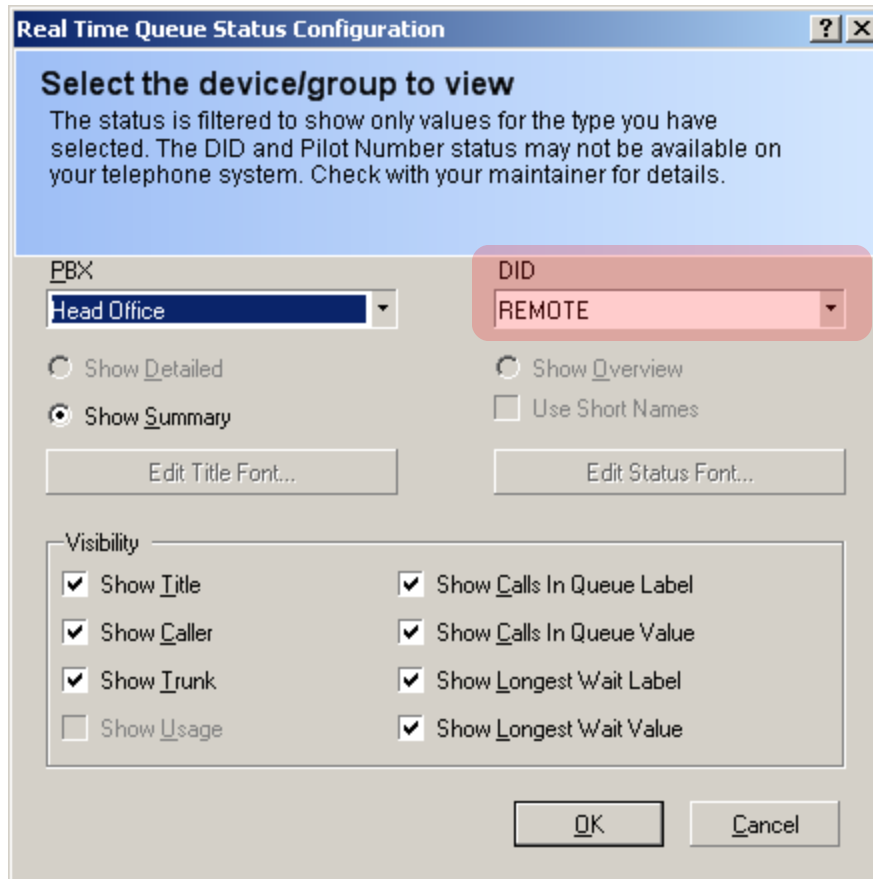 Real Time Queue Status Configuration
Select the device/group to view
The status is filtered to show only values for the type you have
selected. The DID and Pilot Number status may not be available on
your telephone system. Check with your maintainer for details.
PBX
DID
Head Office
REMOTE
Show Detailed
Show Overview
Show Summary
Use Short Names
Edit Title Font...
Edit Status Font...
Visibility
Show Title
Show Calls In Queue Label
Show Caller
Show Calls In Queue Value
Show Trunk
Show Longest Wait Label
Show Usage
Show Longest Wait Value
OK
Cancel